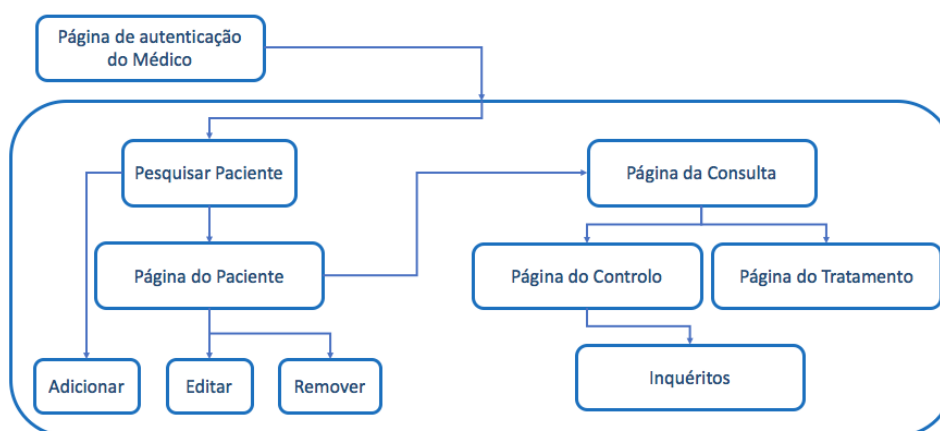 Página de autenticação
do Médico
Pesquisar Paciente
Página da Consulta
Página do Paciente
Página do Controlo
Página do Tratamento
Adicionar
Editar
Remover
Inquéritos